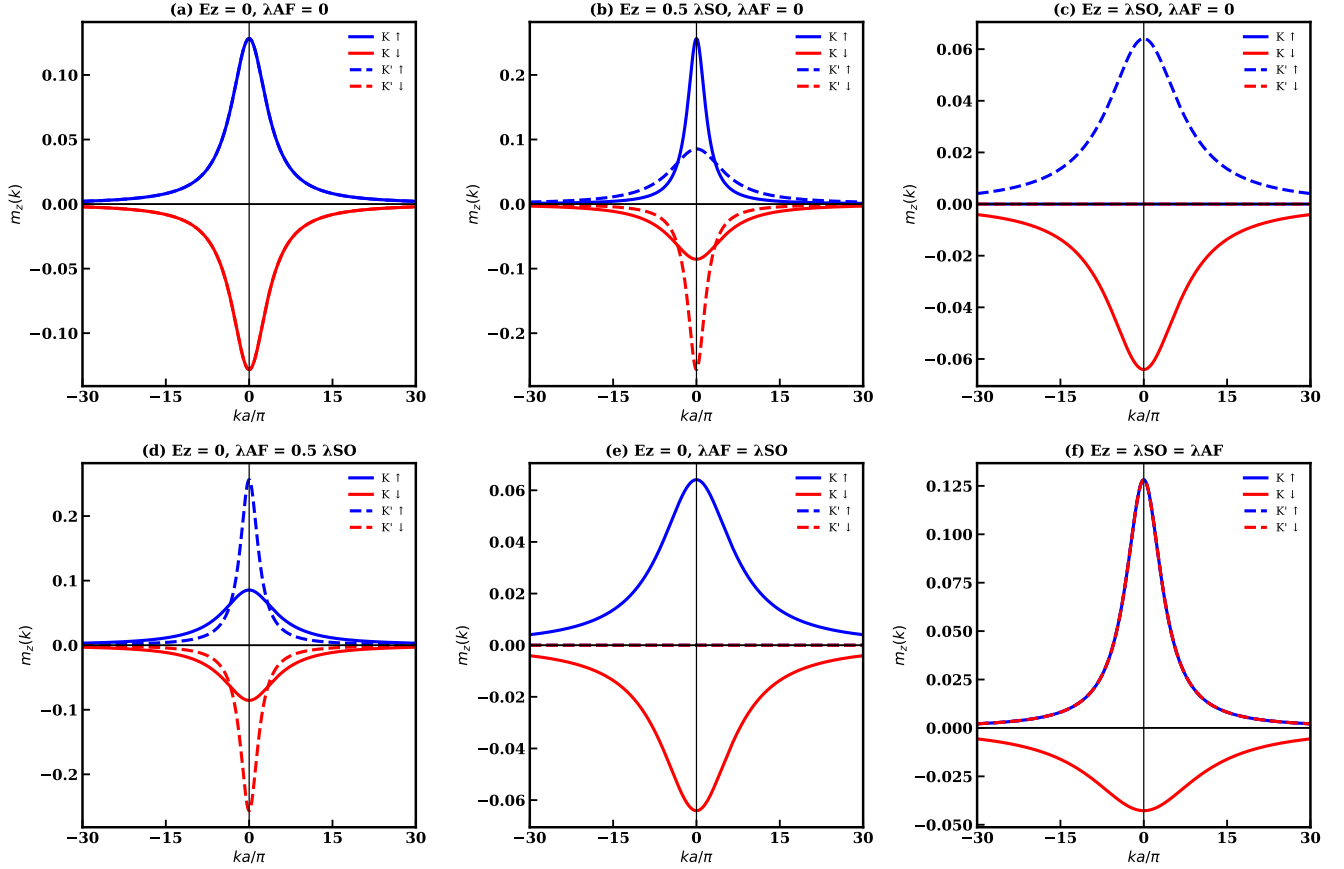 (a) Ez = 0, λAF = 0
0.10
0.05
0.00
−0.05
−0.10
m_z(k)
K ↑
K ↓
K' ↑
K' ↓
−30 −15 0 15 30
ka/π
(b) Ez = 0.5 λSO, λAF = 0
0.2
0.1
0.0
−0.1
−0.2
m_z(k)
K ↑
K ↓
K' ↑
K' ↓
−30 −15 0 15 30
ka/π
(c) Ez = λSO, λAF = 0
0.06
0.04
0.02
0.00
−0.02
−0.04
−0.06
m_z(k)
K ↑
K ↓
K' ↑
K' ↓
−30 −15 0 15 30
ka/π
(d) Ez = 0, λAF = 0.5 λSO
0.2
0.1
0.0
−0.1
−0.2
m_z(k)
K ↑
K ↓
K' ↑
K' ↓
−30 −15 0 15 30
ka/π
(e) Ez = 0, λAF = λSO
0.06
0.04
0.02
0.00
−0.02
−0.04
−0.06
m_z(k)
K ↑
K ↓
K' ↑
K' ↓
−30 −15 0 15 30
ka/π
(f) Ez = λSO = λAF
0.125
0.100
0.075
0.050
0.025
0.000
−0.025
−0.050
m_z(k)
K ↑
K ↓
K' ↑
K' ↓
−30 −15 0 15 30
ka/π